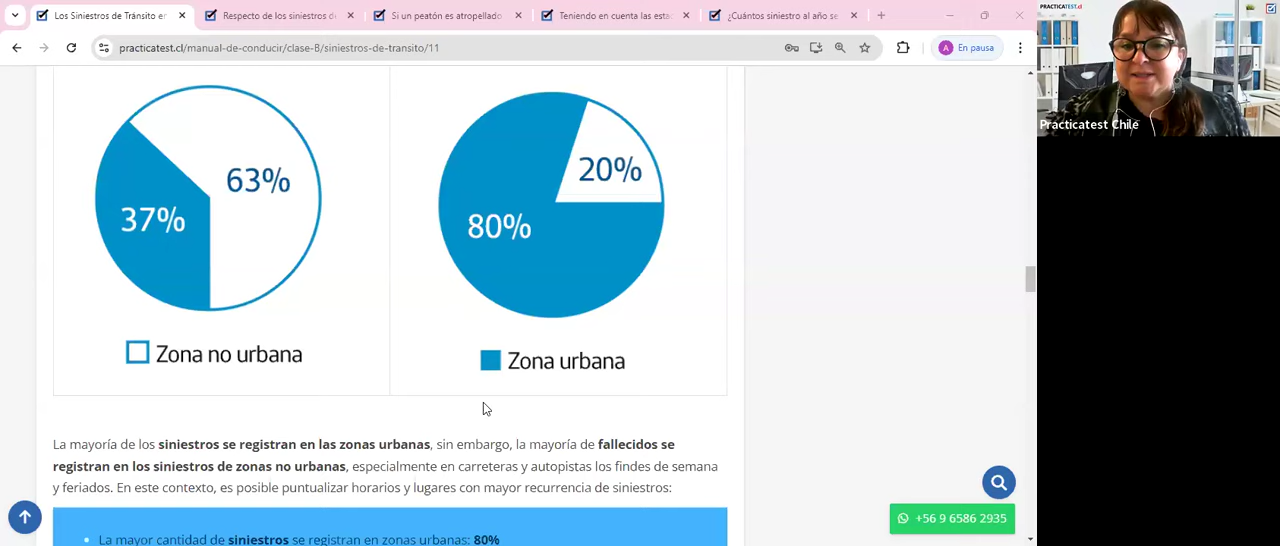 Los Siniestros de Tránsito en
Respecto de los siniestros de
Si un peatón es atropellado
Teniendo en cuenta las esta
¿Cuántos siniestro al año se
practicatest.cl/manual-de-conducir/clase-B/siniestros-de-transito/11
A En pausa
PRACTICATEST.cl
Practicatest Chile
63%
37%
20%
80%
Zona no urbana
Zona urbana
La mayoría de los siniestros se registran en las zonas urbanas, sin embargo, la mayoría de fallecidos se
registran en los siniestros de zonas no urbanas, especialmente en carreteras y autopistas los findes de semana
y feriados. En este contexto, es posible puntualizar horarios y lugares con mayor recurrencia de siniestros:
+56 9 6586 2935
La mayor cantidad de siniestros se registran en zonas urbanas: 80%